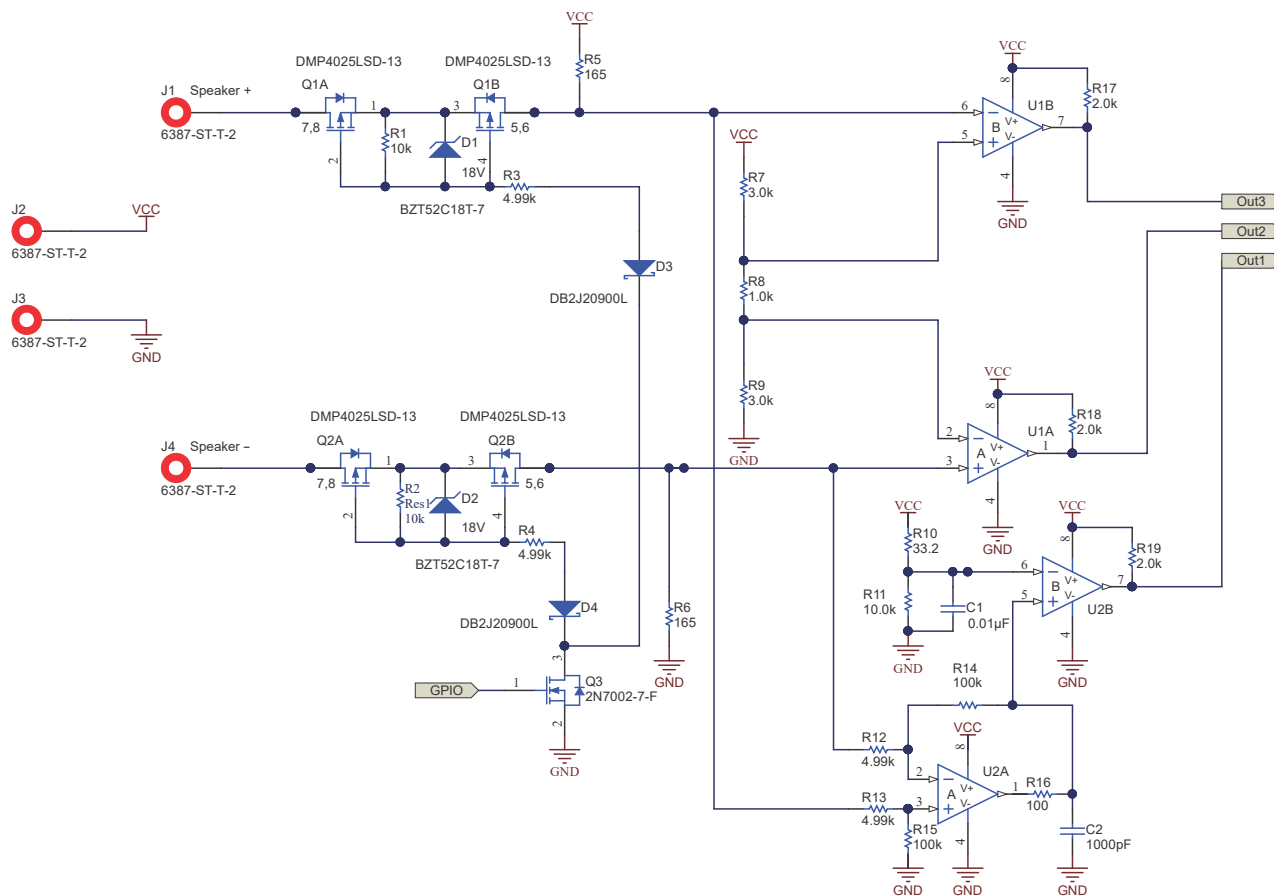 VCC
DMP4025LSD-13
DMP4025LSD-13
R5
165
J1 Speaker +
6387-ST-T-2
Q1A
Q1B
1
3
7,8
5,6
2
4
R1
10k
D1
18V
R3
4.99k
BZT52C18T-7
J2
6387-ST-T-2
VCC
J3
6387-ST-T-2
GND
D3
DB2J20900L
VCC
R7
3.0k
R8
1.0k
R9
3.0k
GND
VCC
8
R17
2.0k
U1B
6
5
B
V+
V-
7
4
GND
Out3
Out2
Out1
DMP4025LSD-13
DMP4025LSD-13
J4 Speaker –
6387-ST-T-2
Q2A
Q2B
1
3
7,8
5,6
2
4
R2
Res1
10k
D2
18V
R4
4.99k
BZT52C18T-7
D4
DB2J20900L
R6
165
GND
3
GPIO
1
Q3
2N7002-7-F
2
GND
VCC
8
R18
2.0k
U1A
2
3
A
V+
V-
1
4
GND
VCC
R10
33.2
R11
10.0k
C1
0.01µF
GND
VCC
8
R19
2.0k
6
5
B
V+
V-
7
U2B
4
GND
R14
100k
R12
4.99k
R13
4.99k
VCC
8
U2A
2
3
A
V+
V-
1
R16
100
4
R15
100k
C2
1000pF
GND
GND
GND